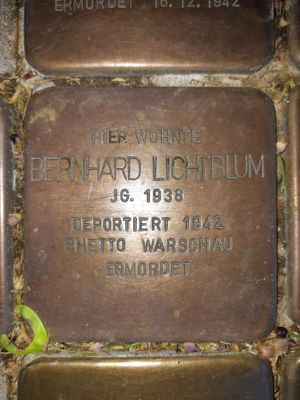 ERMORDET 16.12.1942
HIER WOHNTE
BERNHARD LICHTBLUM
JG. 1938
DEPORTIERT 1942
GHETTO WARSCHAU
ERMORDET